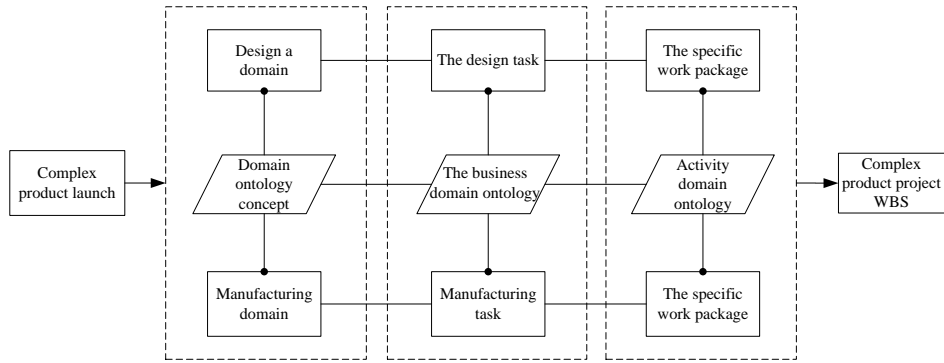 Design a
domain
The design task
The specific
work package
Complex
product launch
Domain
ontology
concept
The business
domain ontology
Activity
domain
ontology
Complex
product project
WBS
Manufacturing
domain
Manufacturing
task
The specific
work package